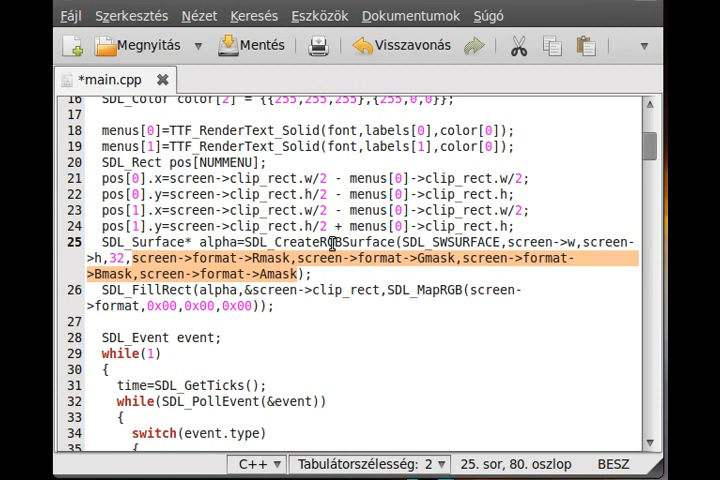 Fájl Szerkesztés Nézet Keresés Eszközök Dokumentumok Súgó
Megnyitás Mentés Visszavonás
*main.cpp
16 SDL_Color color[2] = {{255,255,255},{255,0,0}};
17
18 menus[0]=TTF_RenderText_Solid(font,labels[0],color[0]);
19 menus[1]=TTF_RenderText_Solid(font,labels[1],color[0]);
20 SDL_Rect pos[NUMMENU];
21 pos[0].x=screen->clip_rect.w/2 - menus[0]->clip_rect.w/2;
22 pos[0].y=screen->clip_rect.h/2 - menus[0]->clip_rect.h;
23 pos[1].x=screen->clip_rect.w/2 - menus[0]->clip_rect.w/2;
24 pos[1].y=screen->clip_rect.h/2 + menus[0]->clip_rect.h;
25 SDL_Surface* alpha=SDL_CreateRGBSurface(SDL_SWSURFACE,screen->w,screen-
>h,32,screen->format->Rmask,screen->format->Gmask,screen->format-
>Bmask,screen->format->Amask);
26 SDL_FillRect(alpha,&screen->clip_rect,SDL_MapRGB(screen-
>format,0x00,0x00,0x00));
27
28 SDL_Event event;
29 while(1)
30 {
31 time=SDL_GetTicks();
32 while(SDL_PollEvent(&event))
33 {
34 switch(event.type)
35 {
C++ Tabulátorszélesség: 2 25. sor, 80. oszlop BESZ